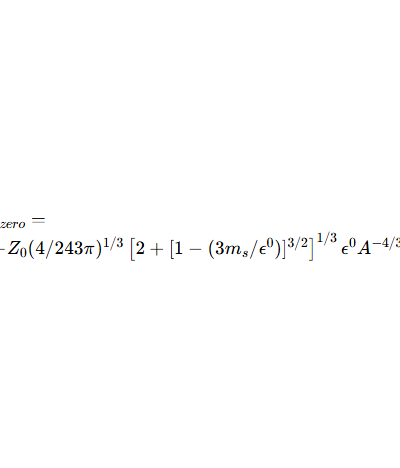 zero =
-Z₀(4/243π)^{1/3} [2 + [1 − (3mₛ/ϵ⁰)]^{3/2}]^{1/3} ϵ⁰A^{−4/3}